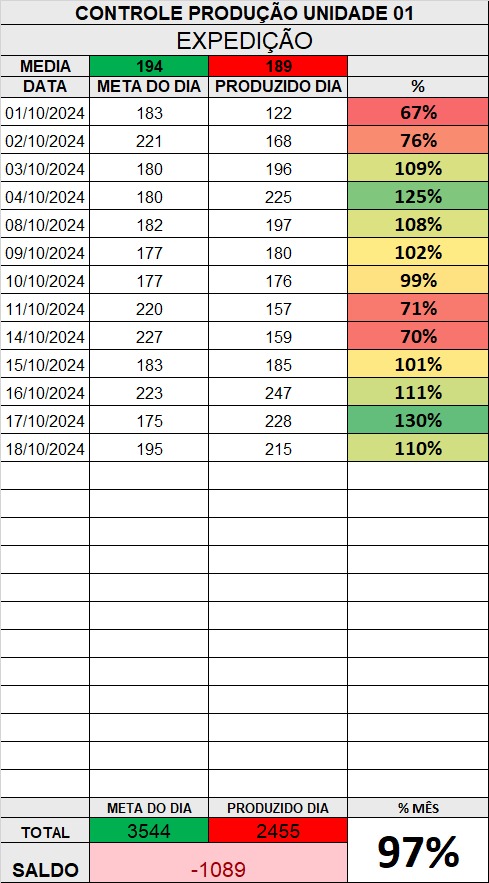 CONTROLE PRODUÇÃO UNIDADE 01
EXPEDIÇÃO
MEDIA 194 189
DATA META DO DIA PRODUZIDO DIA %
01/10/2024 183 122 67%
02/10/2024 221 168 76%
03/10/2024 180 196 109%
04/10/2024 180 225 125%
08/10/2024 182 197 108%
09/10/2024 177 180 102%
10/10/2024 177 176 99%
11/10/2024 220 157 71%
14/10/2024 227 159 70%
15/10/2024 183 185 101%
16/10/2024 223 247 111%
17/10/2024 175 228 130%
18/10/2024 195 215 110%
META DO DIA PRODUZIDO DIA % MÊS
TOTAL 3544 2455 97%
SALDO -1089